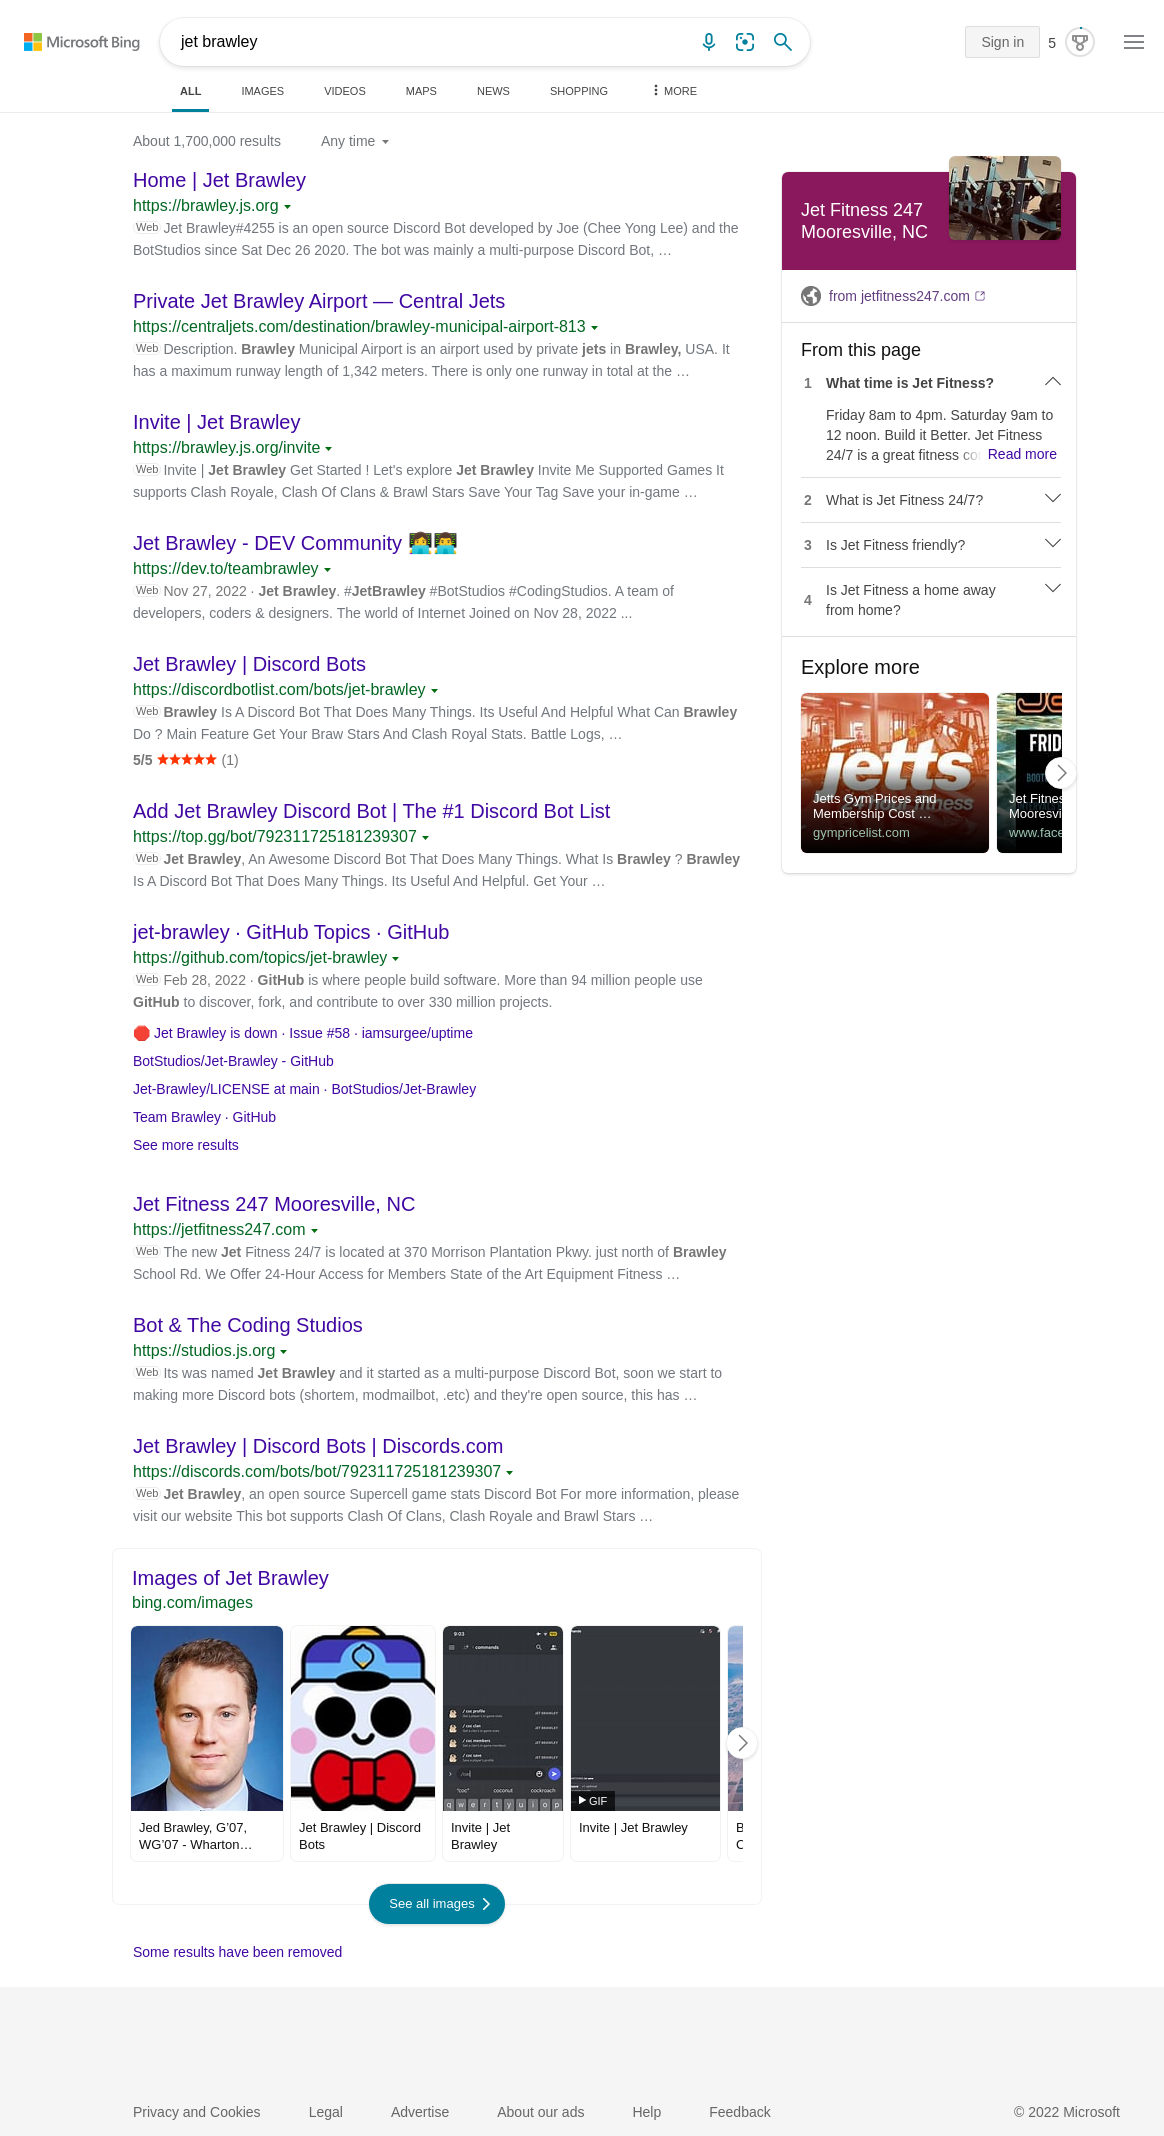 Microsoft Bing
jet brawley
Sign in
5
ALL
IMAGES
VIDEOS
MAPS
NEWS
SHOPPING
MORE
About 1,700,000 results
Any time
Home | Jet Brawley
https://brawley.js.org
Web Jet Brawley#4255 is an open source Discord Bot developed by Joe (Chee Yong Lee) and the
BotStudios since Sat Dec 26 2020. The bot was mainly a multi-purpose Discord Bot, …
Private Jet Brawley Airport — Central Jets
https://centraljets.com/destination/brawley-municipal-airport-813
Web Description. Brawley Municipal Airport is an airport used by private jets in Brawley, USA. It
has a maximum runway length of 1,342 meters. There is only one runway in total at the …
Invite | Jet Brawley
https://brawley.js.org/invite
Web Invite | Jet Brawley Get Started ! Let's explore Jet Brawley Invite Me Supported Games It
supports Clash Royale, Clash Of Clans & Brawl Stars Save Your Tag Save your in-game …
Jet Brawley - DEV Community 👩‍💻👨‍💻
https://dev.to/teambrawley
Web Nov 27, 2022 · Jet Brawley. #JetBrawley #BotStudios #CodingStudios. A team of
developers, coders & designers. The world of Internet Joined on Nov 28, 2022 ...
Jet Brawley | Discord Bots
https://discordbotlist.com/bots/jet-brawley
Web Brawley Is A Discord Bot That Does Many Things. Its Useful And Helpful What Can Brawley
Do ? Main Feature Get Your Braw Stars And Clash Royal Stats. Battle Logs, …
5/5 ★★★★★ (1)
Add Jet Brawley Discord Bot | The #1 Discord Bot List
https://top.gg/bot/792311725181239307
Web Jet Brawley, An Awesome Discord Bot That Does Many Things. What Is Brawley ? Brawley
Is A Discord Bot That Does Many Things. Its Useful And Helpful. Get Your …
jet-brawley · GitHub Topics · GitHub
https://github.com/topics/jet-brawley
Web Feb 28, 2022 · GitHub is where people build software. More than 94 million people use
GitHub to discover, fork, and contribute to over 330 million projects.
🛑 Jet Brawley is down · Issue #58 · iamsurgee/uptime
BotStudios/Jet-Brawley - GitHub
Jet-Brawley/LICENSE at main · BotStudios/Jet-Brawley
Team Brawley · GitHub
See more results
Jet Fitness 247 Mooresville, NC
https://jetfitness247.com
Web The new Jet Fitness 24/7 is located at 370 Morrison Plantation Pkwy. just north of Brawley
School Rd. We Offer 24-Hour Access for Members State of the Art Equipment Fitness …
Bot & The Coding Studios
https://studios.js.org
Web Its was named Jet Brawley and it started as a multi-purpose Discord Bot, soon we start to
making more Discord bots (shortem, modmailbot, .etc) and they're open source, this has …
Jet Brawley | Discord Bots | Discords.com
https://discords.com/bots/bot/792311725181239307
Web Jet Brawley, an open source Supercell game stats Discord Bot For more information, please
visit our website This bot supports Clash Of Clans, Clash Royale and Brawl Stars …
Images of Jet Brawley
bing.com/images
9:03
commands
/ coc profile
/ coc clan
/ coc members
/ coc save
JET BRAWLEY
JET BRAWLEY
JET BRAWLEY
JET BRAWLEY
"coc" coconut cockroach
q w e r t y u i o p
GIF
Jed Brawley, G'07,
WG'07 - Wharton…
Jet Brawley | Discord
Bots
Invite | Jet
Brawley
Invite | Jet Brawley
See all images
Some results have been removed
Jet Fitness 247
Mooresville, NC
from jetfitness247.com
From this page
1 What time is Jet Fitness?
Friday 8am to 4pm. Saturday 9am to
12 noon. Build it Better. Jet Fitness
24/7 is a great fitness co Read more
2 What is Jet Fitness 24/7?
3 Is Jet Fitness friendly?
4 Is Jet Fitness a home away
from home?
Explore more
jetts
24 hour fitness
Jetts Gym Prices and
Membership Cost …
gympricelist.com
FRID
BOOT
Jet Fitnes
Mooresvi
www.face
Privacy and Cookies
Legal
Advertise
About our ads
Help
Feedback
© 2022 Microsoft